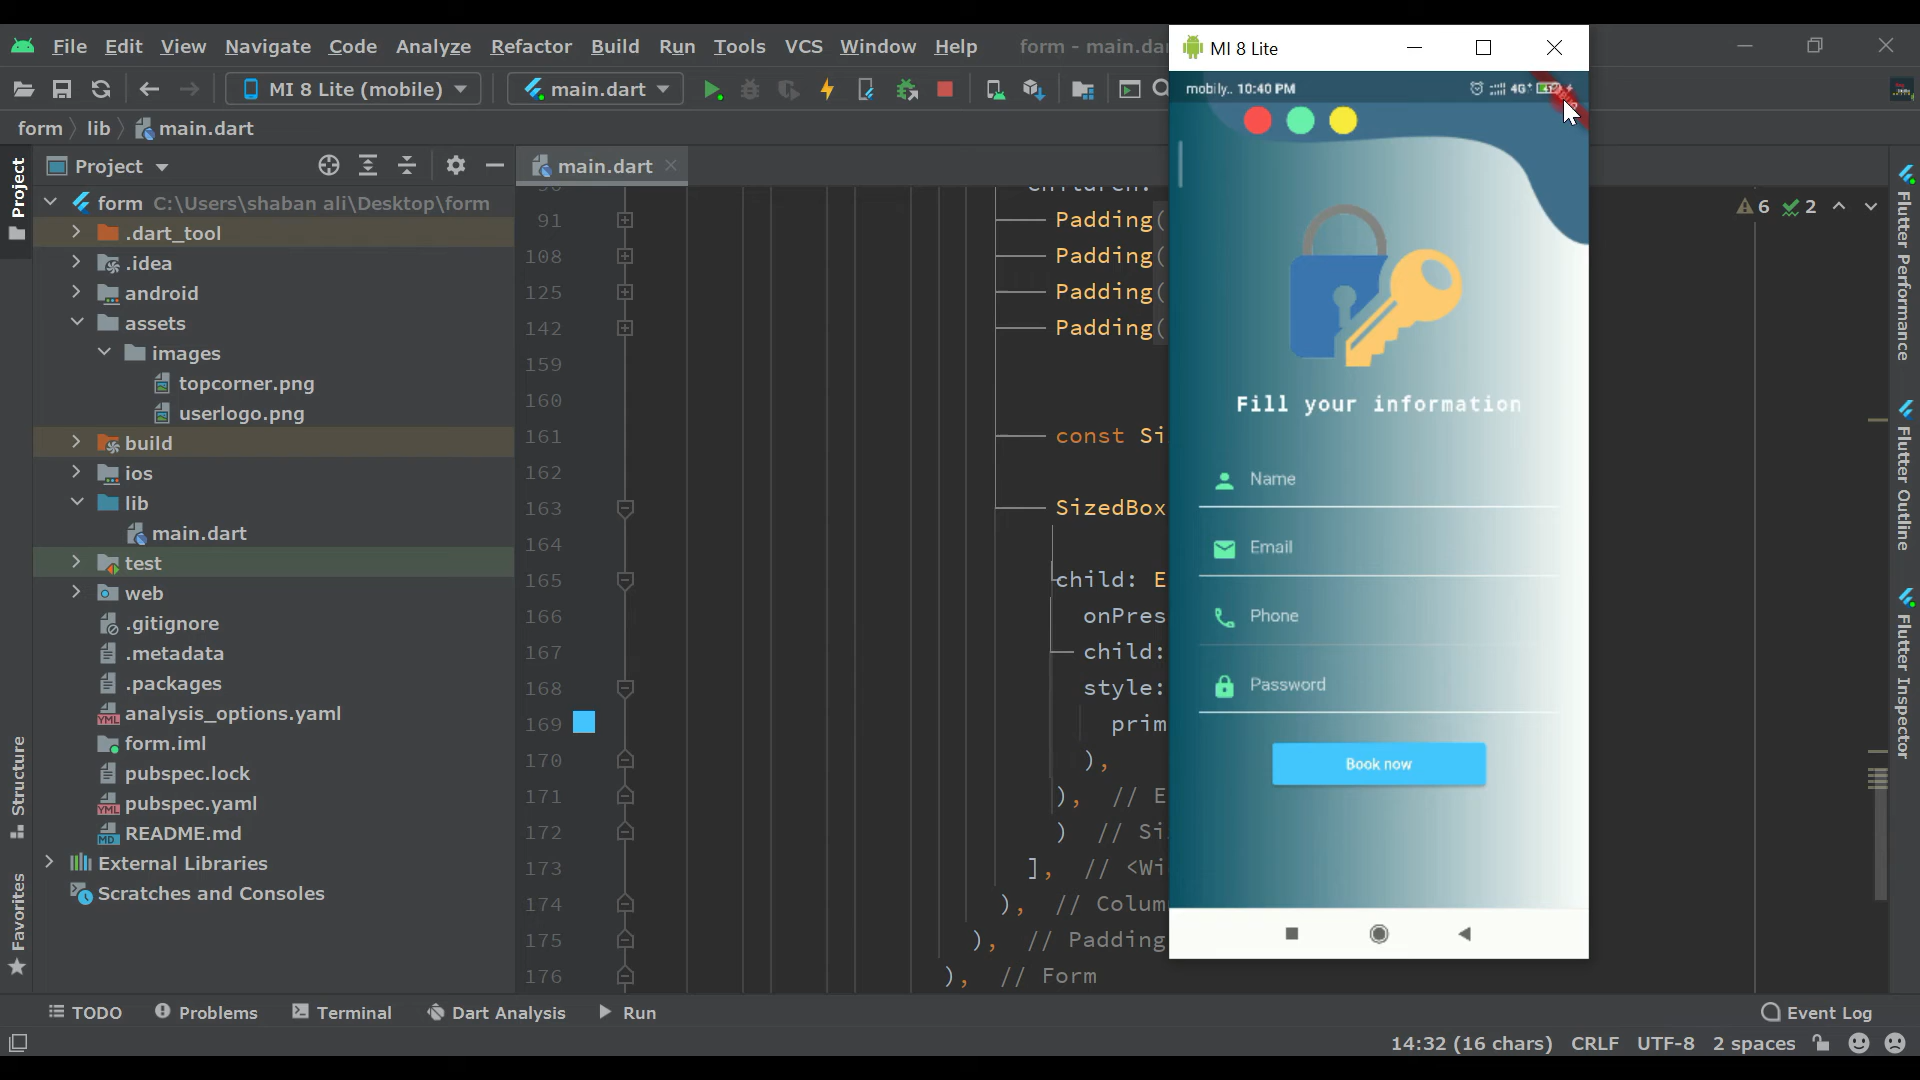 File Edit View Navigate Code Analyze Refactor Build Run Tools VCS Window Help form - main.da
MI 8 Lite
MI 8 Lite (mobile) main.dart
form lib main.dart
Project
main.dart
form C:\Users\shaban ali\Desktop\form
.dart_tool
.idea
android
assets
images
topcorner.png
userlogo.png
build
ios
lib
main.dart
test
web
.gitignore
.metadata
.packages
analysis_options.yaml
form.iml
pubspec.lock
pubspec.yaml
README.md
External Libraries
Scratches and Consoles
Project
Structure
Favorites
91 Padding(
108 Padding(
125 Padding(
142 Padding(
159
160
161 const Si
162
163 SizedBox
164
165 child: E
166 onPres
167 child:
168 style:
169 prim
170 ),
171 ), // E
172 ) // Si
173 ], // <Wi
174 ), // Colum
175 ), // Padding
176 ), // Form
mobily.. 10:40 PM 4G+
Fill your information
Name
Email
Phone
Password
Book now
6 2
Flutter Performance
Flutter Outline
Flutter Inspector
TODO Problems Terminal Dart Analysis Run Event Log
14:32 (16 chars) CRLF UTF-8 2 spaces